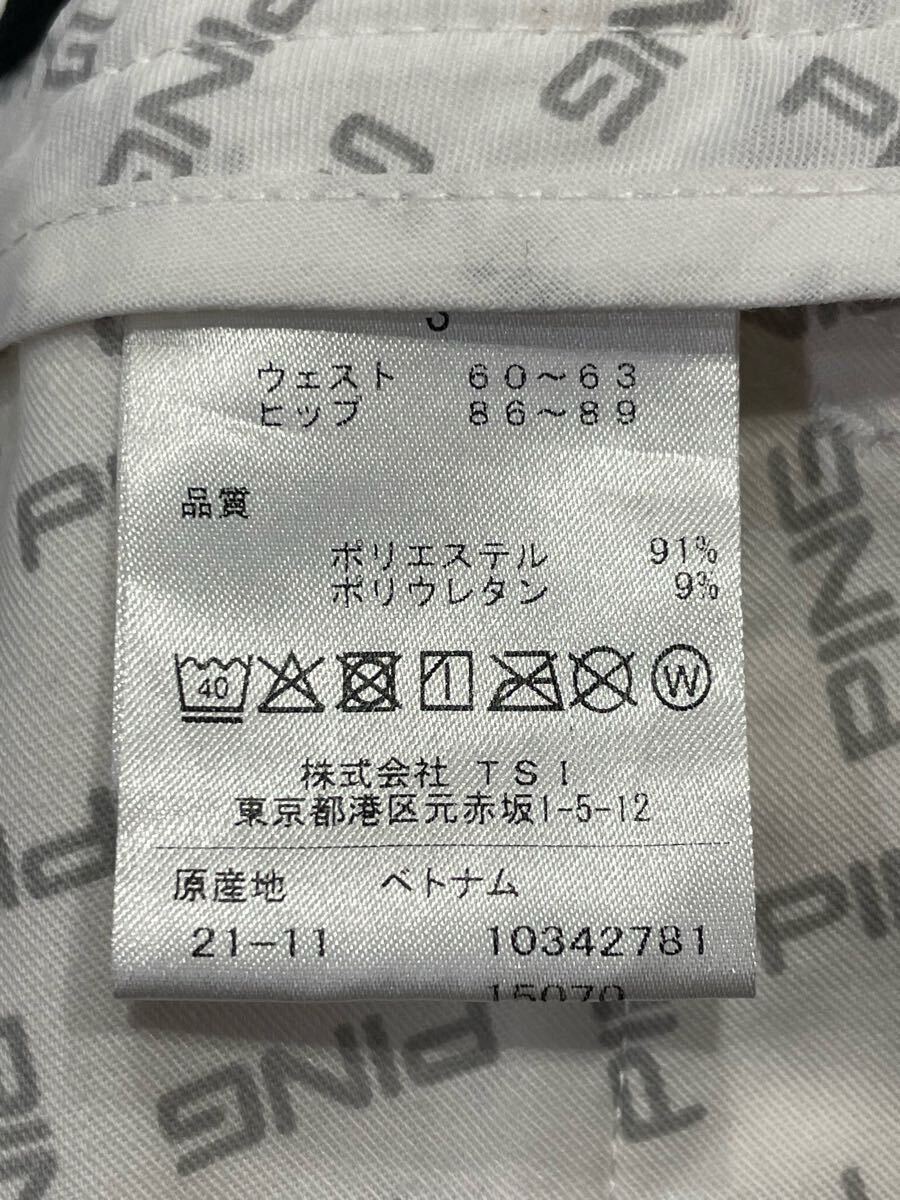 PING
PING
ウェスト 60～63
ヒップ 86～89
品質
ポリエステル 91%
ポリウレタン 9%
40
W
株式会社 TSI
東京都港区元赤坂1-5-12
原産地 ベトナム
21-11 10342781
PING
PING